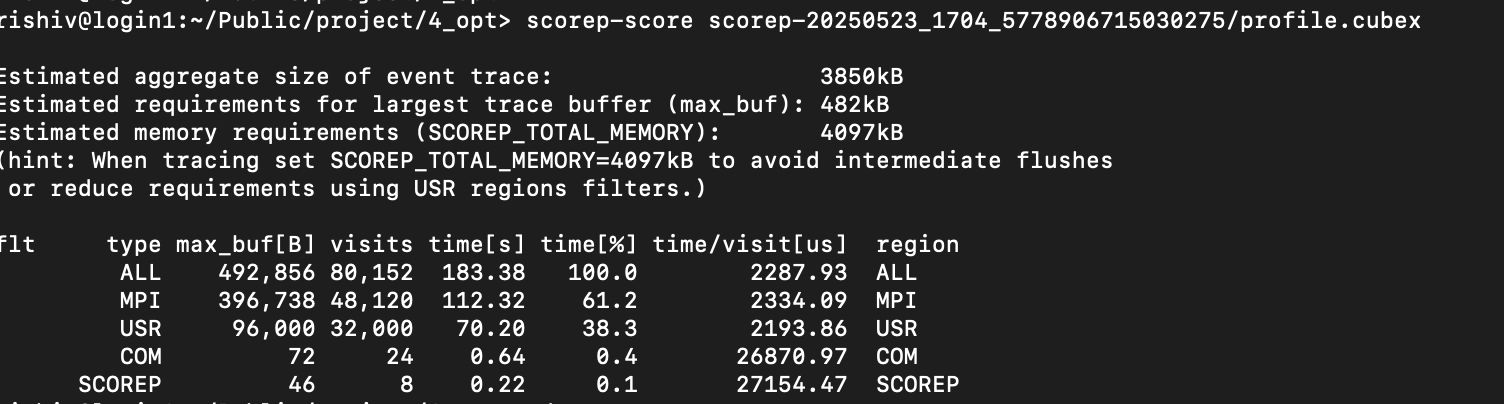 rishiv@login1:~/Public/project/4_opt> scorep-score scorep-20250523_1704_5778906715030275/profile.cubex
Estimated aggregate size of event trace: 3850kB
Estimated requirements for largest trace buffer (max_buf): 482kB
Estimated memory requirements (SCOREP_TOTAL_MEMORY): 4097kB
(hint: When tracing set SCOREP_TOTAL_MEMORY=4097kB to avoid intermediate flushes
or reduce requirements using USR regions filters.)
flt type max_buf[B] visits time[s] time[%] time/visit[us] region
ALL 492,856 80,152 183.38 100.0 2287.93 ALL
MPI 396,738 48,120 112.32 61.2 2334.09 MPI
USR 96,000 32,000 70.20 38.3 2193.86 USR
COM 72 24 0.64 0.4 26870.97 COM
SCOREP 46 8 0.22 0.1 27154.47 SCOREP